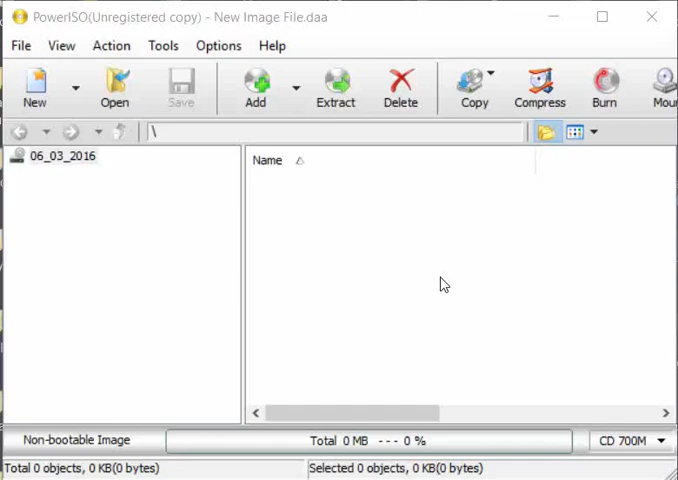 PowerISO(Unregistered copy) - New Image File.daa
File View Action Tools Options Help
New Open Save Add Extract Delete Copy Compress Burn
\
06_03_2016
Name
Non-bootable Image Total 0 MB --- 0 % CD 700M
Total 0 objects, 0 KB(0 bytes) Selected 0 objects, 0 KB(0 bytes)